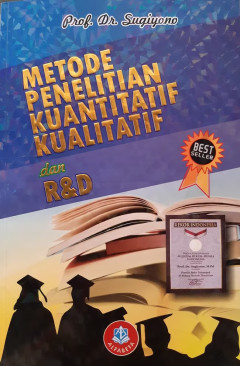 Prof. Dr. Sugiyono
METODE
PENELITIAN
KUANTITATIF
KUALITATIF
dan
R&D
BEST
SELLER
ALFABETA